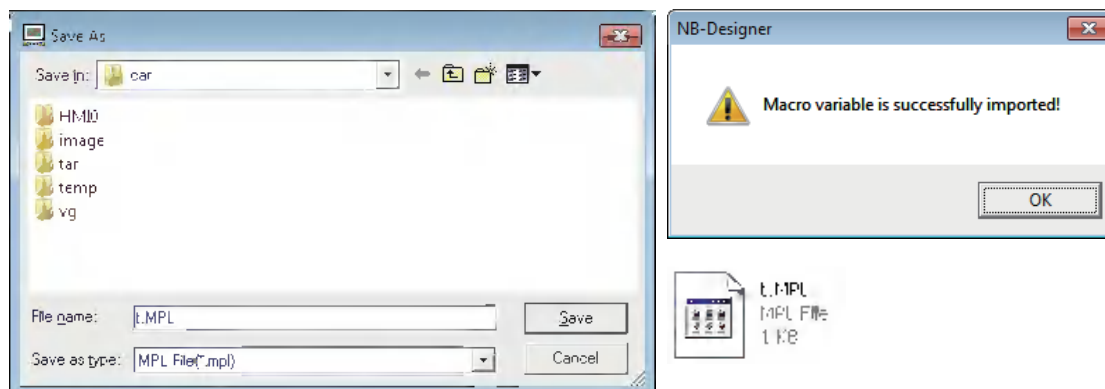 Save As
Save in: car
HMI0
image
tar
temp
vg
File name: t.MPL
Save
Save as type: MPL File(*.mpl)
Cancel
NB-Designer
Macro variable is successfully imported!
OK
t.MPL
MPL File
1 KB